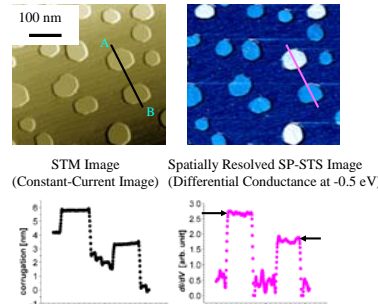 100 nm
A
B
STM Image
(Constant-Current Image)
Spatially Resolved SP-STS Image
(Differential Conductance at -0.5 eV)
corrugation [nm]
6
5
4
3
2
1
0
dI/dV [arb. unit]
3.0
2.5
2.0
1.5
1.0
0.5
0.0